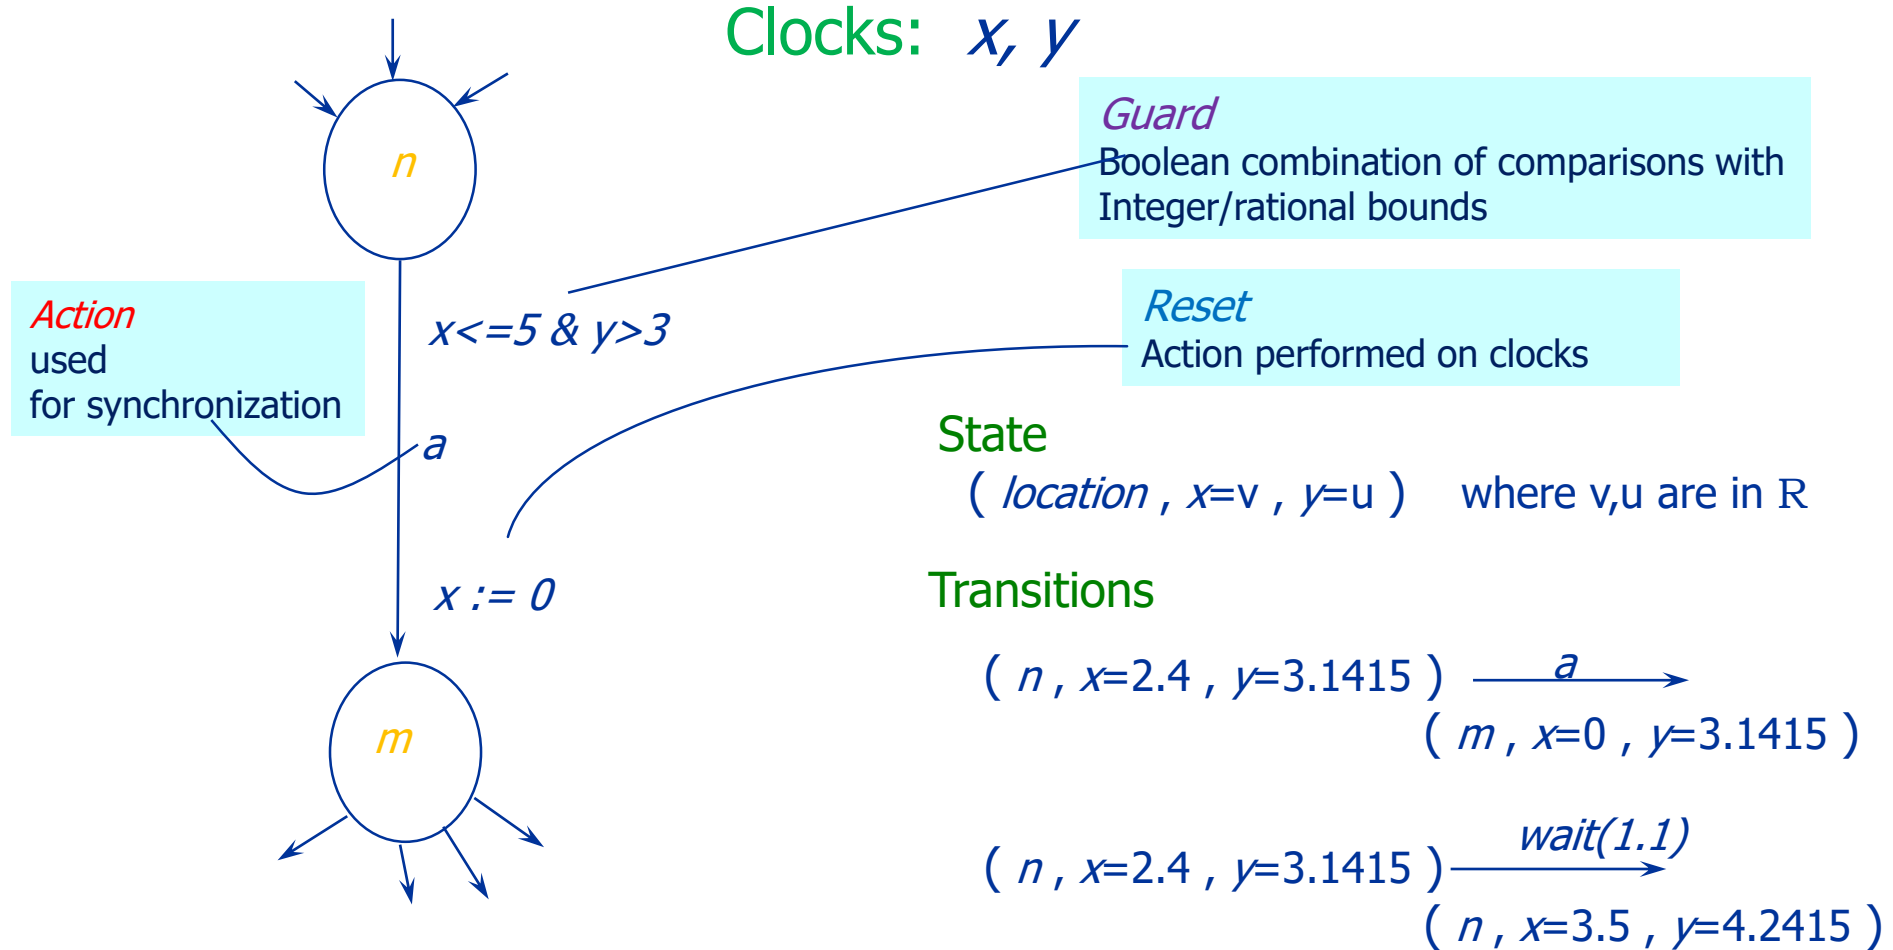 Clocks: x, y
n
Guard
Boolean combination of comparisons with
Integer/rational bounds
Action
used
for synchronization
x<=5 & y>3
Reset
Action performed on clocks
a
State
( location , x=v , y=u ) where v,u are in R
x := 0
Transitions
m
( n , x=2.4 , y=3.1415 ) a
( m , x=0 , y=3.1415 )
wait(1.1)
( n , x=2.4 , y=3.1415 )
( n , x=3.5 , y=4.2415 )